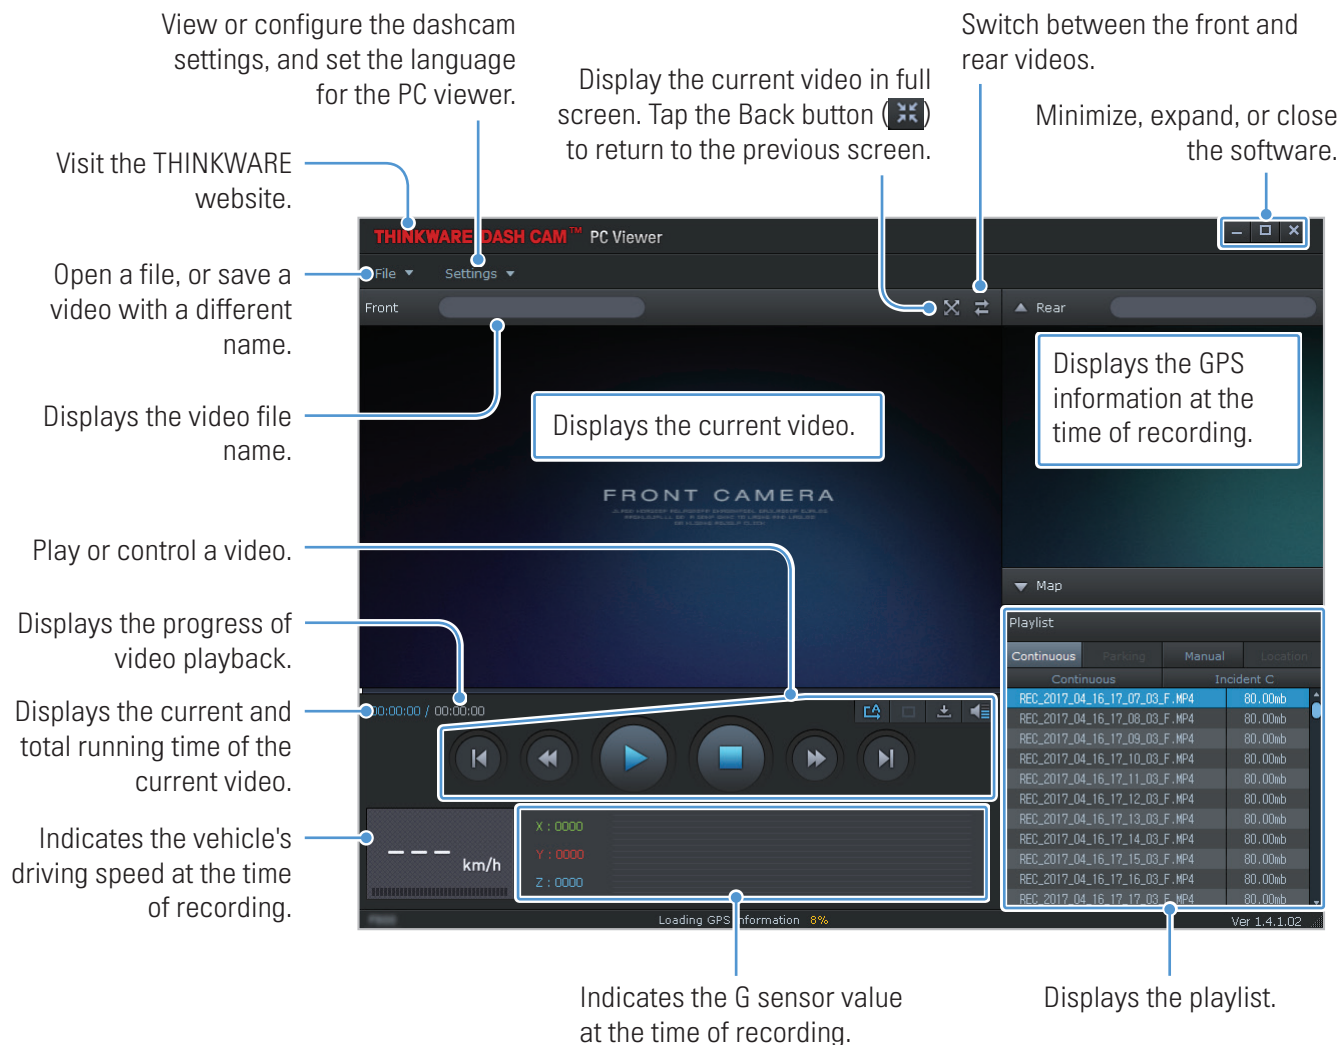 View or configure the dashcam
settings, and set the language
for the PC viewer.
Switch between the front and
rear videos.
Display the current video in full
screen. Tap the Back button ( )
to return to the previous screen.
Minimize, expand, or close
the software.
Visit the THINKWARE
website.
THINKWARE DASH CAM™ PC Viewer
Open a file, or save a
video with a different
name.
File Settings
Front
Rear
Displays the video file
name.
Displays the current video.
Displays the GPS
information at the
time of recording.
FRONT CAMERA
Play or control a video.
Map
Displays the progress of
video playback.
Playlist
Continuous Parking Manual Location
Continuous Incident C
REC_2017_04_16_17_07_03_F.MP4 80.00mb
REC_2017_04_16_17_08_03_F.MP4 80.00mb
REC_2017_04_16_17_09_03_F.MP4 80.00mb
REC_2017_04_16_17_10_03_F.MP4 80.00mb
REC_2017_04_16_17_11_03_F.MP4 80.00mb
REC_2017_04_16_17_12_03_F.MP4 80.00mb
REC_2017_04_16_17_13_03_F.MP4 80.00mb
REC_2017_04_16_17_14_03_F.MP4 80.00mb
REC_2017_04_16_17_15_03_F.MP4 80.00mb
REC_2017_04_16_17_16_03_F.MP4 80.00mb
REC_2017_04_16_17_17_03_F.MP4 80.00mb
Displays the current and
total running time of the
current video.
00:00:00 / 00:00:00
Indicates the vehicle's
driving speed at the time
of recording.
--- km/h
X : 0000
Y : 0000
Z : 0000
Loading GPS information 8%
Ver 1.4.1.02
Indicates the G sensor value
at the time of recording.
Displays the playlist.